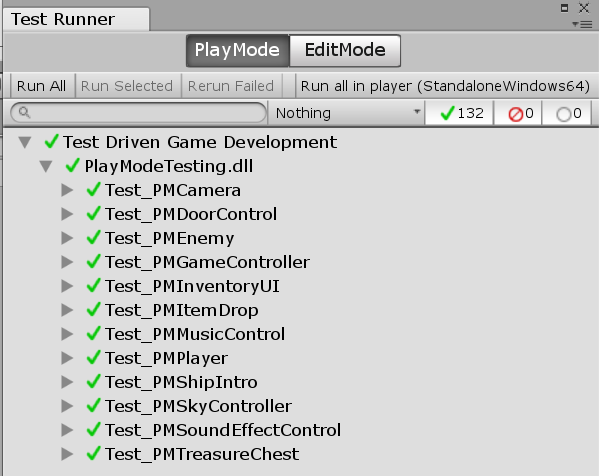 Test Runner
PlayMode EditMode
Run All Run Selected Rerun Failed Run all in player (StandaloneWindows64)
Nothing 132 0 0
Test Driven Game Development
PlayModeTesting.dll
Test_PMCamera
Test_PMDoorControl
Test_PMEnemy
Test_PMGameController
Test_PMInventoryUI
Test_PMItemDrop
Test_PMMusicControl
Test_PMPlayer
Test_PMShipIntro
Test_PMSkyController
Test_PMSoundEffectControl
Test_PMTreasureChest